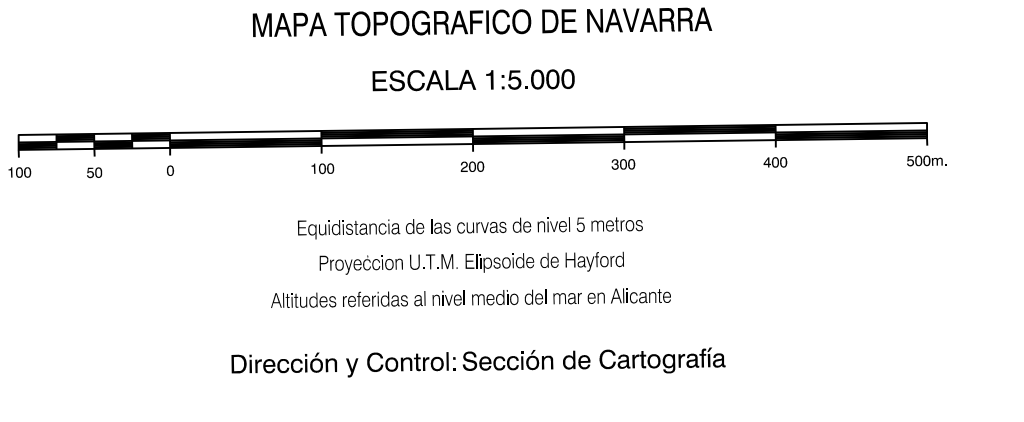 MAPA TOPOGRAFICO DE NAVARRA
ESCALA 1:5.000
100 50 0 100 200 300 400 500m.
Equidistancia de las curvas de nivel 5 metros
Proyeccion U.T.M. Elipsoide de Hayford
Altitudes referidas al nivel medio del mar en Alicante
Dirección y Control: Sección de Cartografía